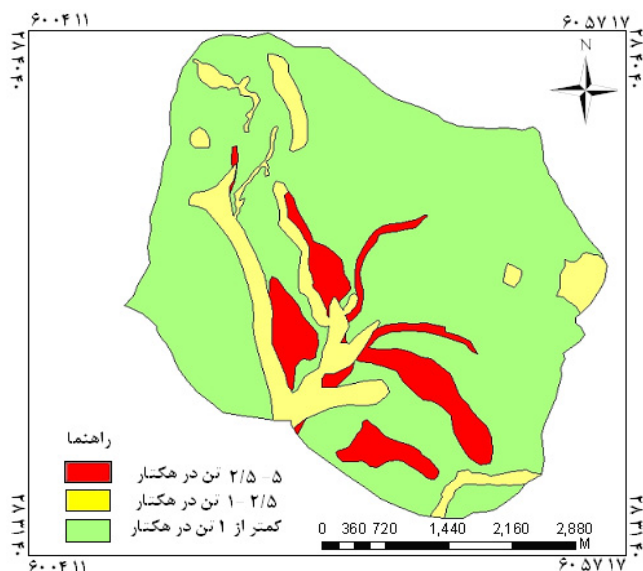 ۶۰۰۴۱۱ ۶۰۵۷۱۷
۲۸۴۰۴۰ ۲۸۴۰۴۰
N
راهنما
۲/۵-۵ تن در هکتار
۱-۲/۵ تن در هکتار
کمتر از ۱ تن در هکتار
0 360 720 1,440 2,160 2,880
M
۲۸۳۱۴۰ ۲۸۳۱۴۰
۶۰۰۴۱۱ ۶۰۵۷۱۷